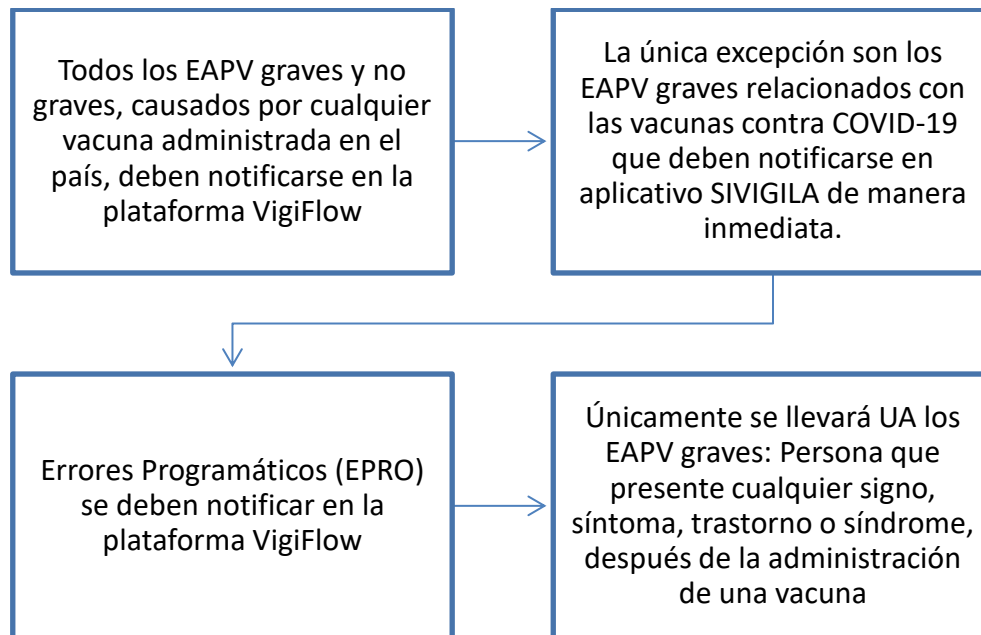 Todos los EAPV graves y no
graves, causados por cualquier
vacuna administrada en el
país, deben notificarse en la
plataforma VigiFlow
La única excepción son los
EAPV graves relacionados con
las vacunas contra COVID-19
que deben notificarse en
aplicativo SIVIGILA de manera
inmediata.
Errores Programáticos (EPRO)
se deben notificar en la
plataforma VigiFlow
Únicamente se llevará UA los
EAPV graves: Persona que
presente cualquier signo,
síntoma, trastorno o síndrome,
después de la administración
de una vacuna